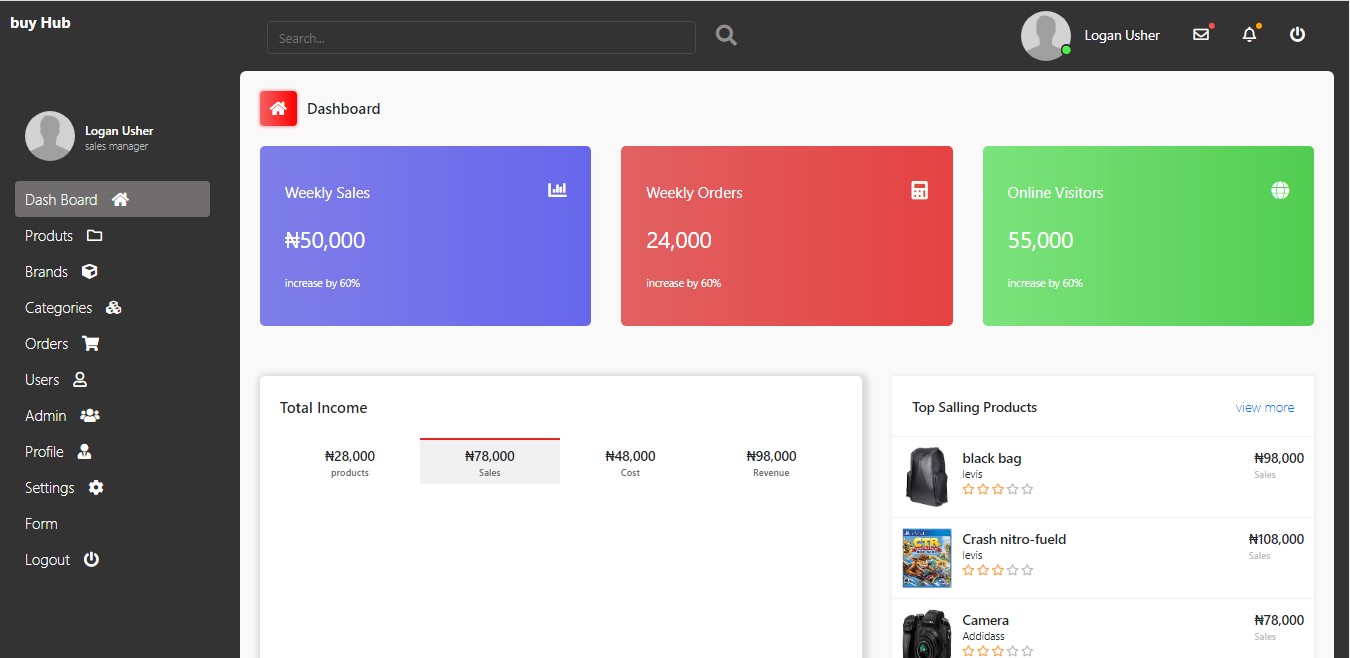 buy Hub
Search...
Logan Usher
Logan Usher
sales manager
Dash Board
Produts
Brands
Categories
Orders
Users
Admin
Profile
Settings
Form
Logout
Dashboard
Weekly Sales
₦50,000
increase by 60%
Weekly Orders
24,000
increase by 60%
Online Visitors
55,000
increase by 60%
Total Income
₦28,000
products
₦78,000
Sales
₦48,000
Cost
₦98,000
Revenue
Top Salling Products
view more
black bag
levis
₦98,000
Sales
CTR
Crash nitro-fueld
levis
₦108,000
Sales
Camera
Addidass
₦78,000
Sales